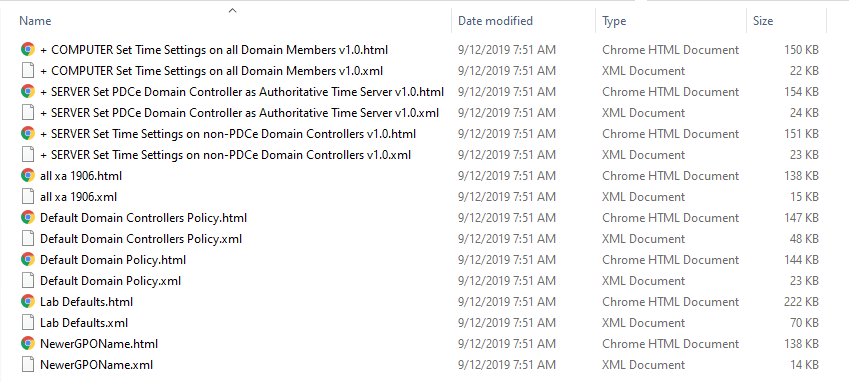 Name Date modified Type Size
+ COMPUTER Set Time Settings on all Domain Members v1.0.html 9/12/2019 7:51 AM Chrome HTML Document 150 KB
+ COMPUTER Set Time Settings on all Domain Members v1.0.xml 9/12/2019 7:51 AM XML Document 22 KB
+ SERVER Set PDCe Domain Controller as Authoritative Time Server v1.0.html 9/12/2019 7:51 AM Chrome HTML Document 154 KB
+ SERVER Set PDCe Domain Controller as Authoritative Time Server v1.0.xml 9/12/2019 7:51 AM XML Document 24 KB
+ SERVER Set Time Settings on non-PDCe Domain Controllers v1.0.html 9/12/2019 7:51 AM Chrome HTML Document 151 KB
+ SERVER Set Time Settings on non-PDCe Domain Controllers v1.0.xml 9/12/2019 7:51 AM XML Document 23 KB
all xa 1906.html 9/12/2019 7:51 AM Chrome HTML Document 138 KB
all xa 1906.xml 9/12/2019 7:51 AM XML Document 15 KB
Default Domain Controllers Policy.html 9/12/2019 7:51 AM Chrome HTML Document 147 KB
Default Domain Controllers Policy.xml 9/12/2019 7:51 AM XML Document 48 KB
Default Domain Policy.html 9/12/2019 7:51 AM Chrome HTML Document 144 KB
Default Domain Policy.xml 9/12/2019 7:51 AM XML Document 23 KB
Lab Defaults.html 9/12/2019 7:51 AM Chrome HTML Document 222 KB
Lab Defaults.xml 9/12/2019 7:51 AM XML Document 70 KB
NewerGPOName.html 9/12/2019 7:51 AM Chrome HTML Document 138 KB
NewerGPOName.xml 9/12/2019 7:51 AM XML Document 14 KB